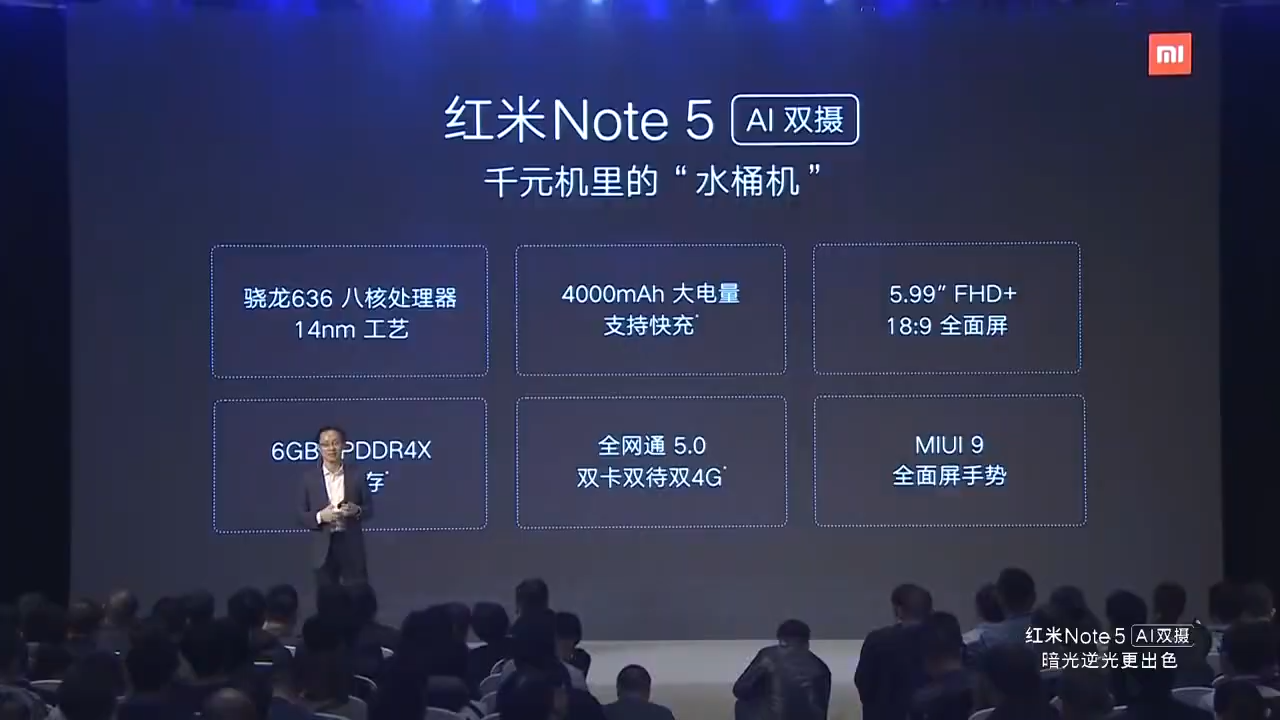 mi
红米Note 5 AI 双摄
千元机里的“水桶机”
骁龙636 八核处理器
14nm 工艺
4000mAh 大电量
支持快充*
5.99” FHD+
18:9 全面屏
6GB PDDR4X
存*
全网通 5.0
双卡双待双4G*
MIUI 9
全面屏手势
红米Note 5 AI双摄
暗光逆光更出色